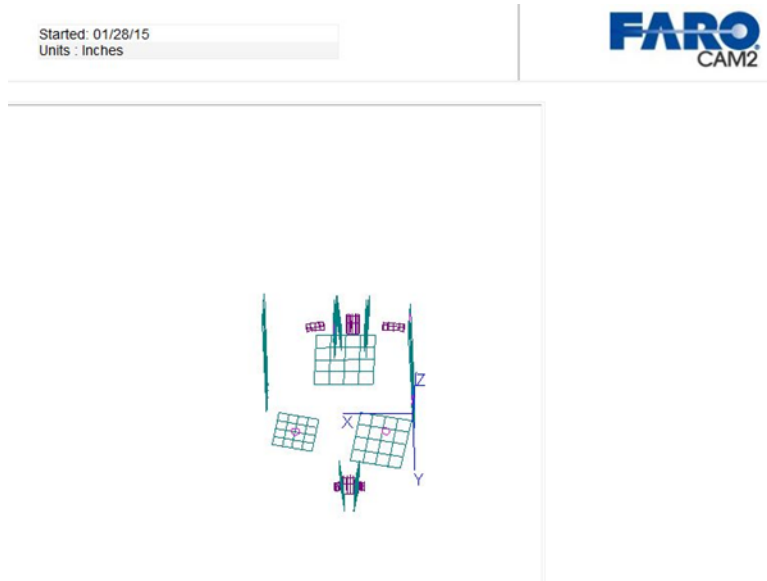 Started: 01/28/15
Units : Inches
FARO
CAM2
Z
X
Y